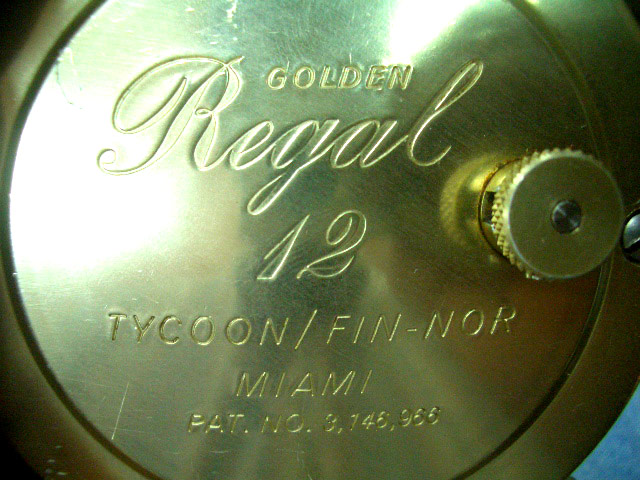 GOLDEN
Regal
12
TYCOON/FIN-NOR
MIAMI
PAT. NO. 3,146,966